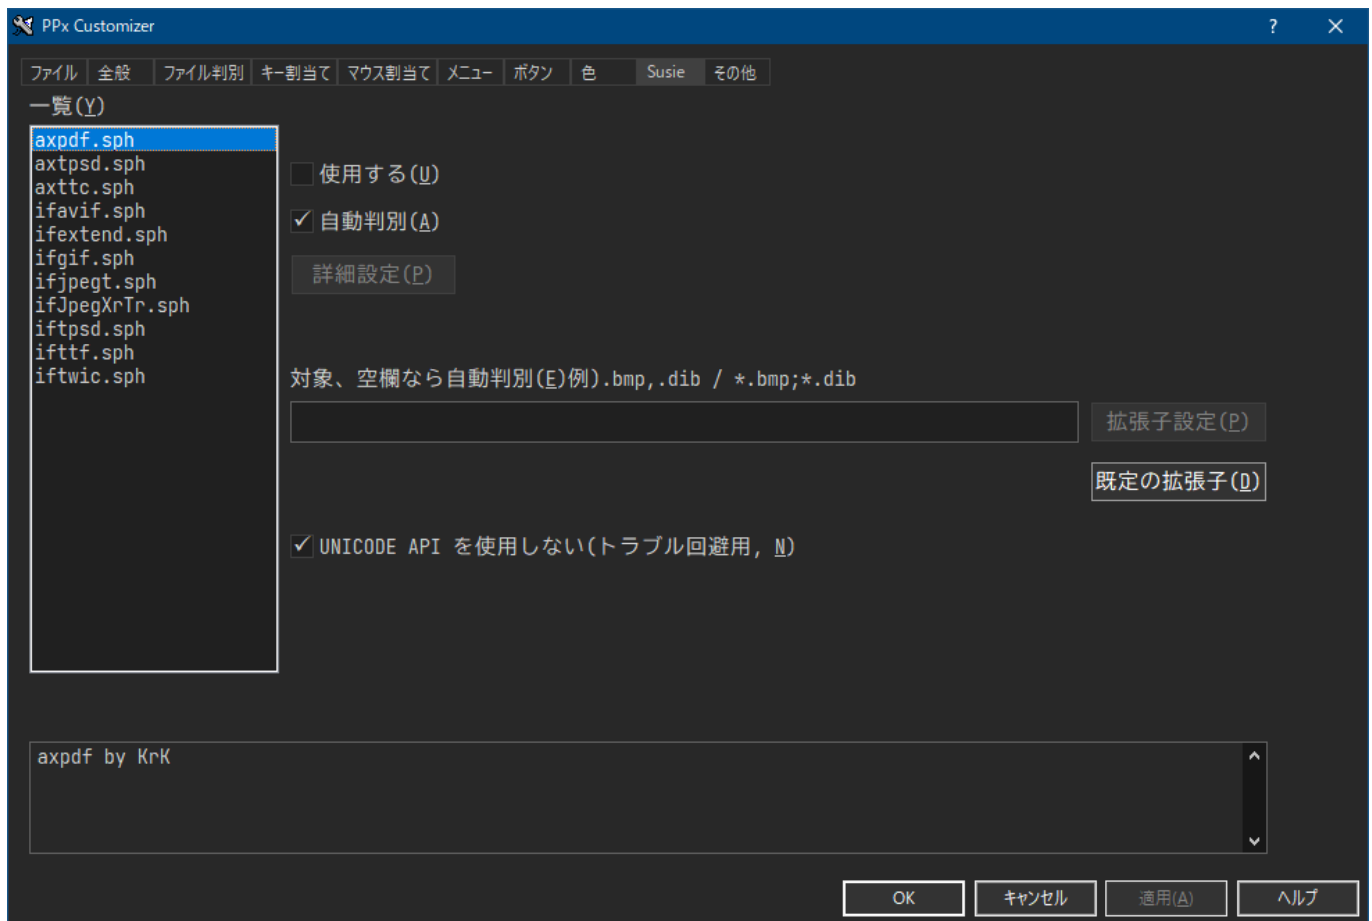 PPx Customizer ?
ファイル 全般 ファイル判別 キー割当て マウス割当て メニュー ボタン 色 Susie その他
一覧(Y)
axpdf.sph
axtpsd.sph
axttc.sph
ifavif.sph
ifextend.sph
ifgif.sph
ifjpegt.sph
ifJpegXrTr.sph
iftpsd.sph
ifttf.sph
iftwic.sph
使用する(U)
自動判別(A)
詳細設定(P)
対象、空欄なら自動判別(E)例).bmp,.dib / *.bmp;*.dib
拡張子設定(P)
既定の拡張子(D)
UNICODE API を使用しない(トラブル回避用, N)
axpdf by KrK
OK キャンセル 適用(A) ヘルプ